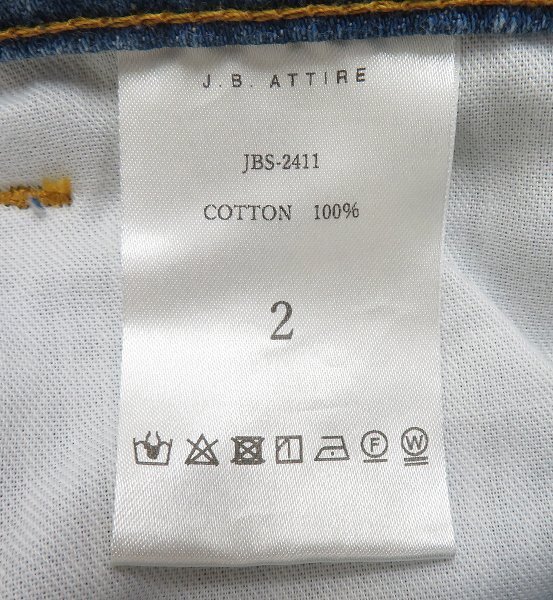 J.B. ATTIRE
JBS-2411
COTTON 100%
2
F W